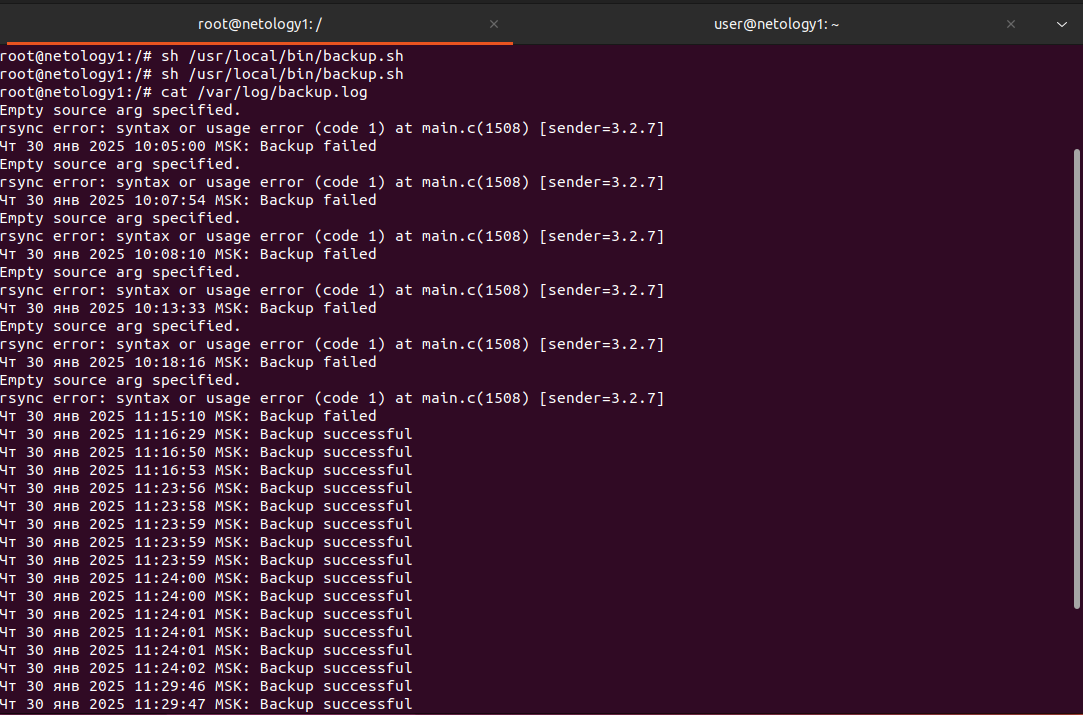 root@netology1: /
user@netology1: ~
root@netology1:/# sh /usr/local/bin/backup.sh
root@netology1:/# sh /usr/local/bin/backup.sh
root@netology1:/# cat /var/log/backup.log
Empty source arg specified.
rsync error: syntax or usage error (code 1) at main.c(1508) [sender=3.2.7]
Чт 30 янв 2025 10:05:00 MSK: Backup failed
Empty source arg specified.
rsync error: syntax or usage error (code 1) at main.c(1508) [sender=3.2.7]
Чт 30 янв 2025 10:07:54 MSK: Backup failed
Empty source arg specified.
rsync error: syntax or usage error (code 1) at main.c(1508) [sender=3.2.7]
Чт 30 янв 2025 10:08:10 MSK: Backup failed
Empty source arg specified.
rsync error: syntax or usage error (code 1) at main.c(1508) [sender=3.2.7]
Чт 30 янв 2025 10:13:33 MSK: Backup failed
Empty source arg specified.
rsync error: syntax or usage error (code 1) at main.c(1508) [sender=3.2.7]
Чт 30 янв 2025 10:18:16 MSK: Backup failed
Empty source arg specified.
rsync error: syntax or usage error (code 1) at main.c(1508) [sender=3.2.7]
Чт 30 янв 2025 11:15:10 MSK: Backup failed
Чт 30 янв 2025 11:16:29 MSK: Backup successful
Чт 30 янв 2025 11:16:50 MSK: Backup successful
Чт 30 янв 2025 11:16:53 MSK: Backup successful
Чт 30 янв 2025 11:23:56 MSK: Backup successful
Чт 30 янв 2025 11:23:58 MSK: Backup successful
Чт 30 янв 2025 11:23:59 MSK: Backup successful
Чт 30 янв 2025 11:23:59 MSK: Backup successful
Чт 30 янв 2025 11:23:59 MSK: Backup successful
Чт 30 янв 2025 11:24:00 MSK: Backup successful
Чт 30 янв 2025 11:24:00 MSK: Backup successful
Чт 30 янв 2025 11:24:01 MSK: Backup successful
Чт 30 янв 2025 11:24:01 MSK: Backup successful
Чт 30 янв 2025 11:24:01 MSK: Backup successful
Чт 30 янв 2025 11:24:02 MSK: Backup successful
Чт 30 янв 2025 11:29:46 MSK: Backup successful
Чт 30 янв 2025 11:29:47 MSK: Backup successful